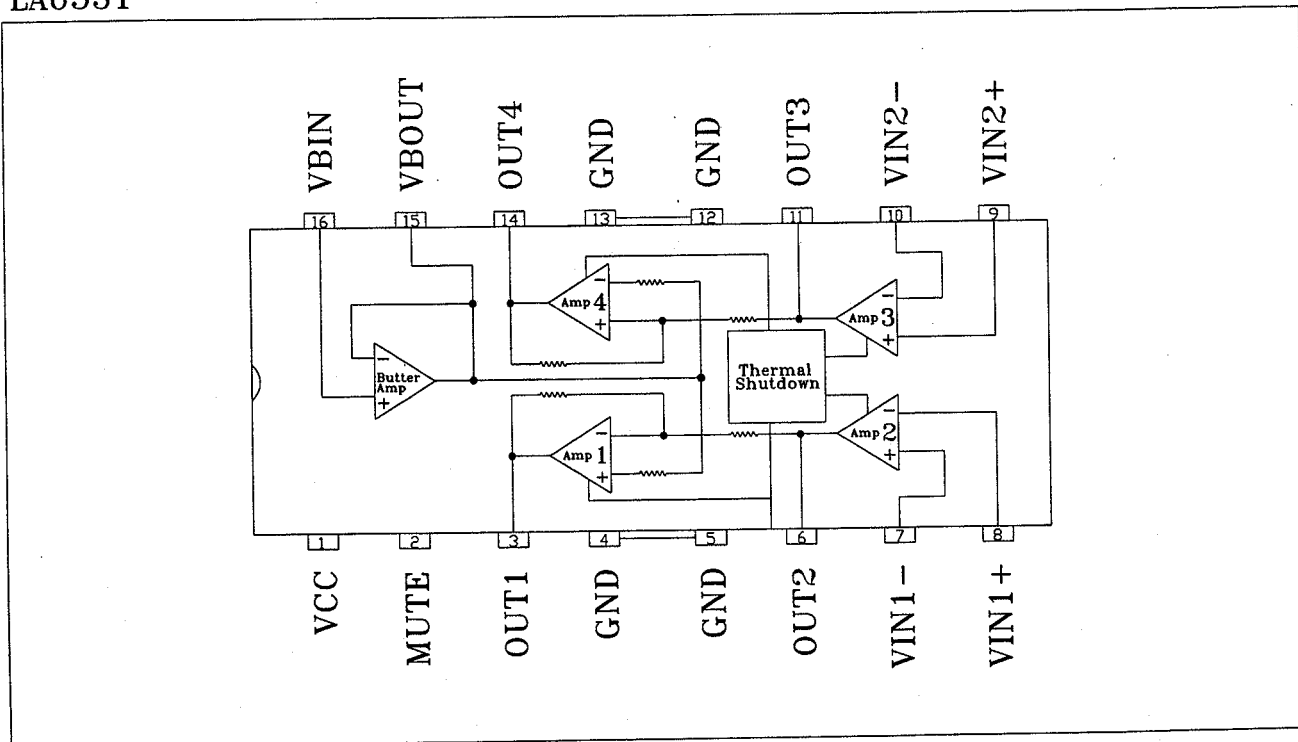 VBIN
VBOUT
OUT4
GND
GND
OUT3
VIN2-
VIN2+
16
15
14
13
12
11
10
9
-
Amp 4
+
-
Amp 3
+
-
Butter
Amp
+
Thermal
Shutdown
-
Amp 1
+
-
Amp 2
+
1
2
3
4
5
6
7
8
VCC
MUTE
OUT1
GND
GND
OUT2
VIN1-
VIN1+